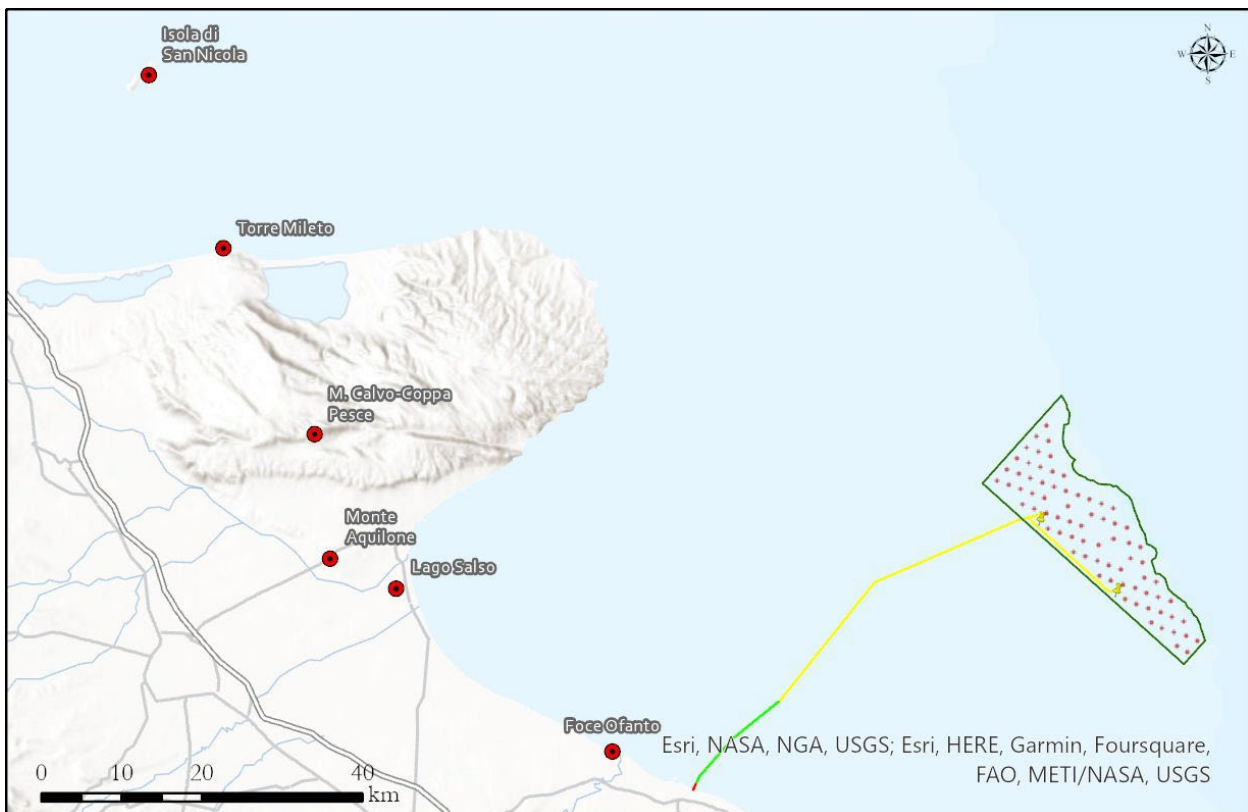 Isola di
San Nicola
N
W E
S
Torre Mileto
M. Calvo-Coppa
Pesce
Monte
Aquilone
Lago Salso
Foce Ofanto
Esri, NASA, NGA, USGS; Esri, HERE, Garmin, Foursquare,
FAO, METI/NASA, USGS
0 10 20 40
km